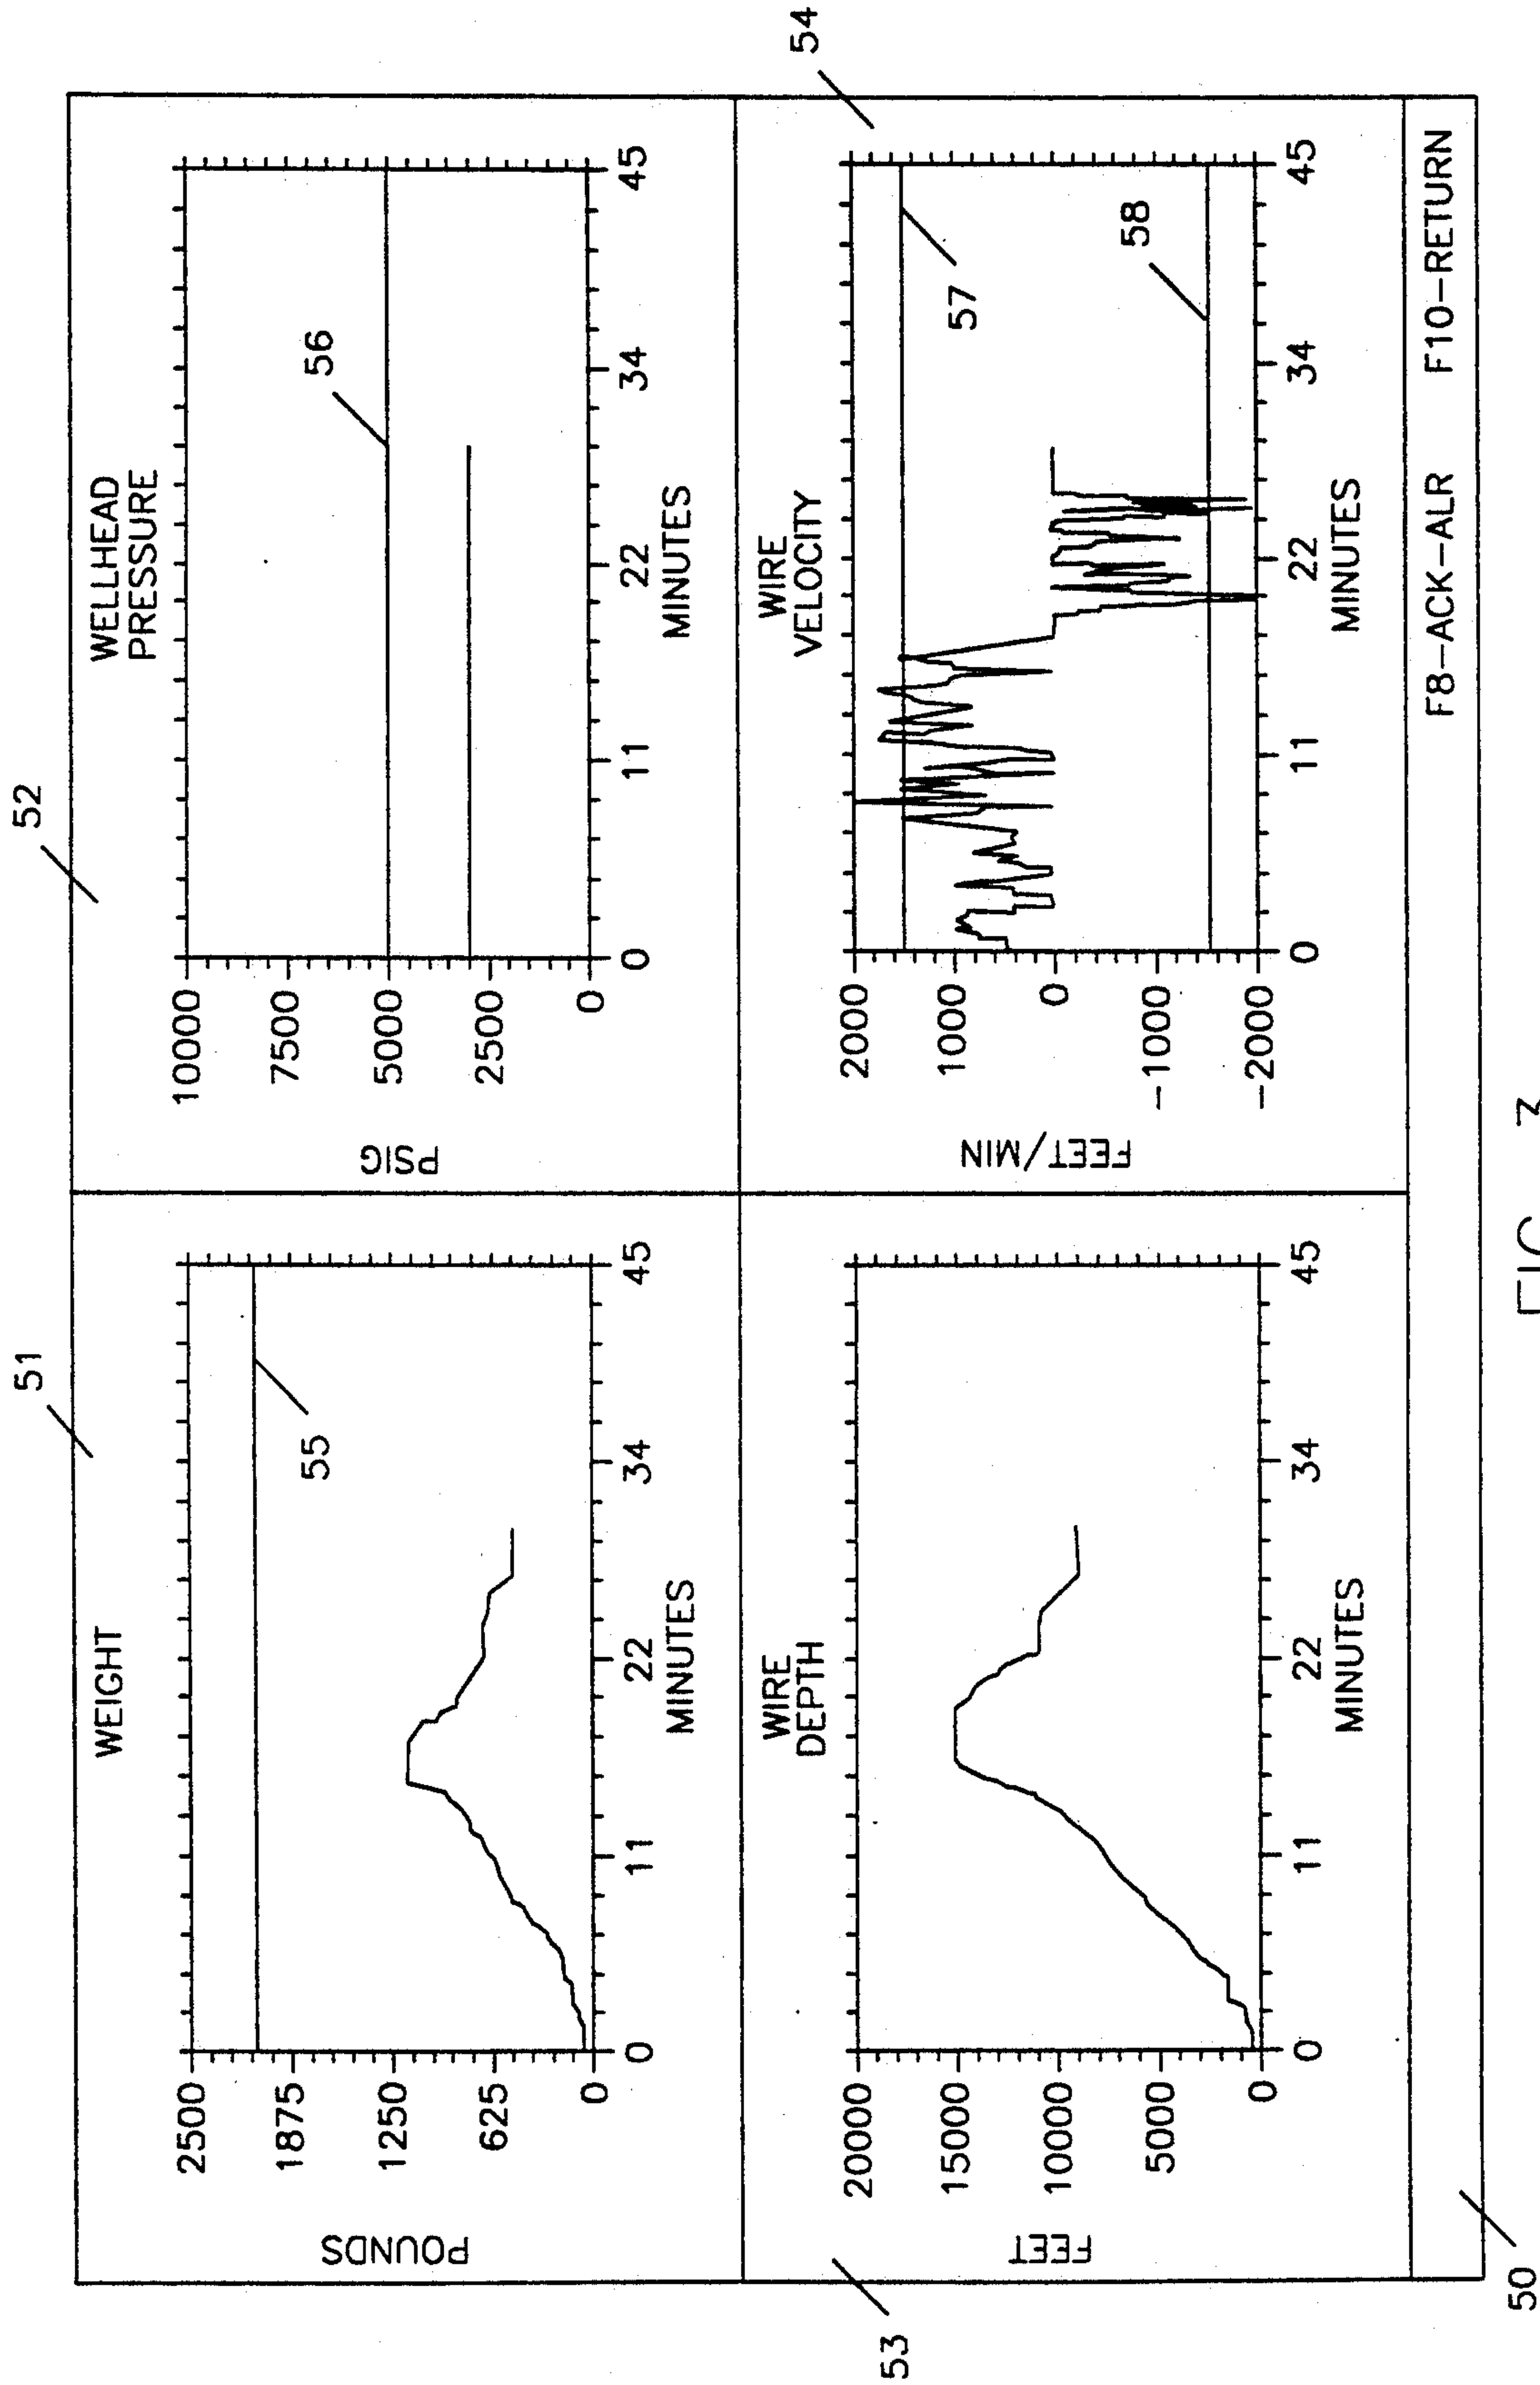 51
52
WEIGHT
POUNDS
2500
1875
1250
625
0
0 11 22 34 45
MINUTES
55
WELLHEAD
PRESSURE
PSIG
10000
7500
5000
2500
0
0 11 22 34 45
MINUTES
56
53
WIRE
DEPTH
FEET
20000
15000
10000
5000
0
0 11 22 34 45
MINUTES
54
WIRE
VELOCITY
FEET/MIN
2000
1000
0
-1000
-2000
0 11 22 34 45
MINUTES
57
58
F8-ACK-ALR F10-RETURN
50